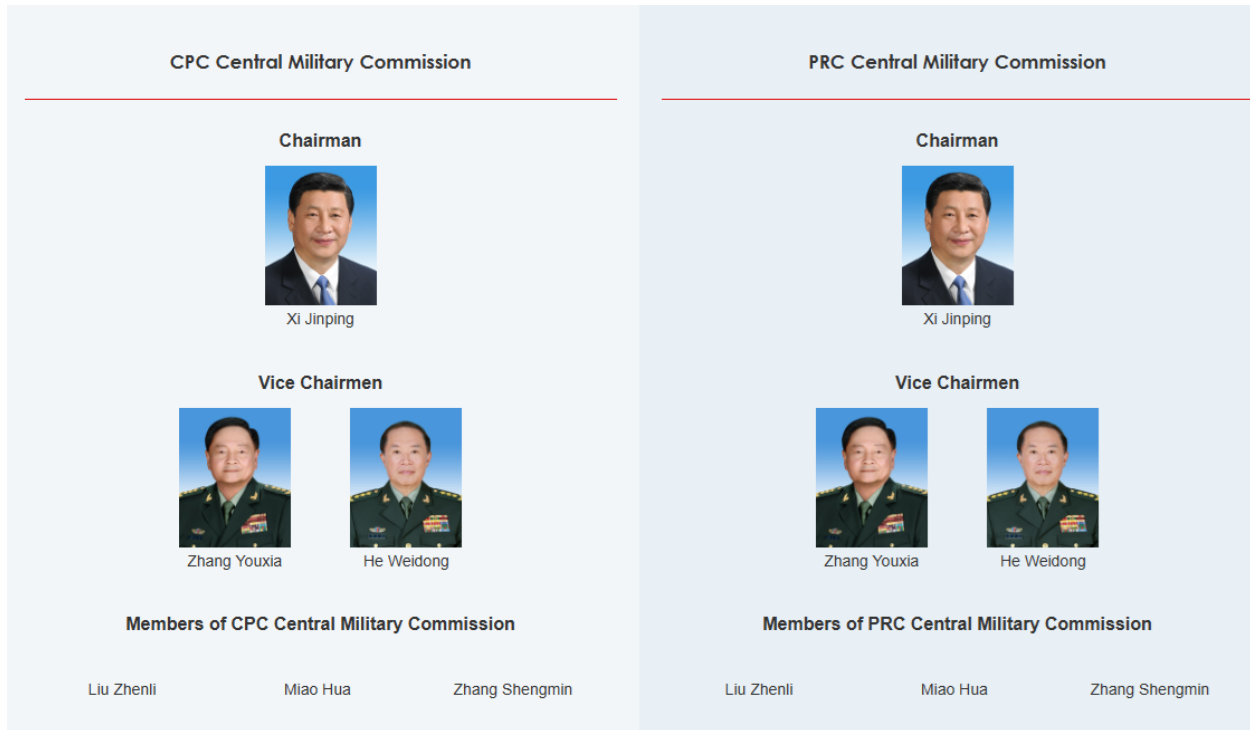 CPC Central Military Commission
Chairman
Xi Jinping
Vice Chairmen
Zhang Youxia
He Weidong
Members of CPC Central Military Commission
Liu Zhenli
Miao Hua
Zhang Shengmin
PRC Central Military Commission
Chairman
Xi Jinping
Vice Chairmen
Zhang Youxia
He Weidong
Members of PRC Central Military Commission
Liu Zhenli
Miao Hua
Zhang Shengmin